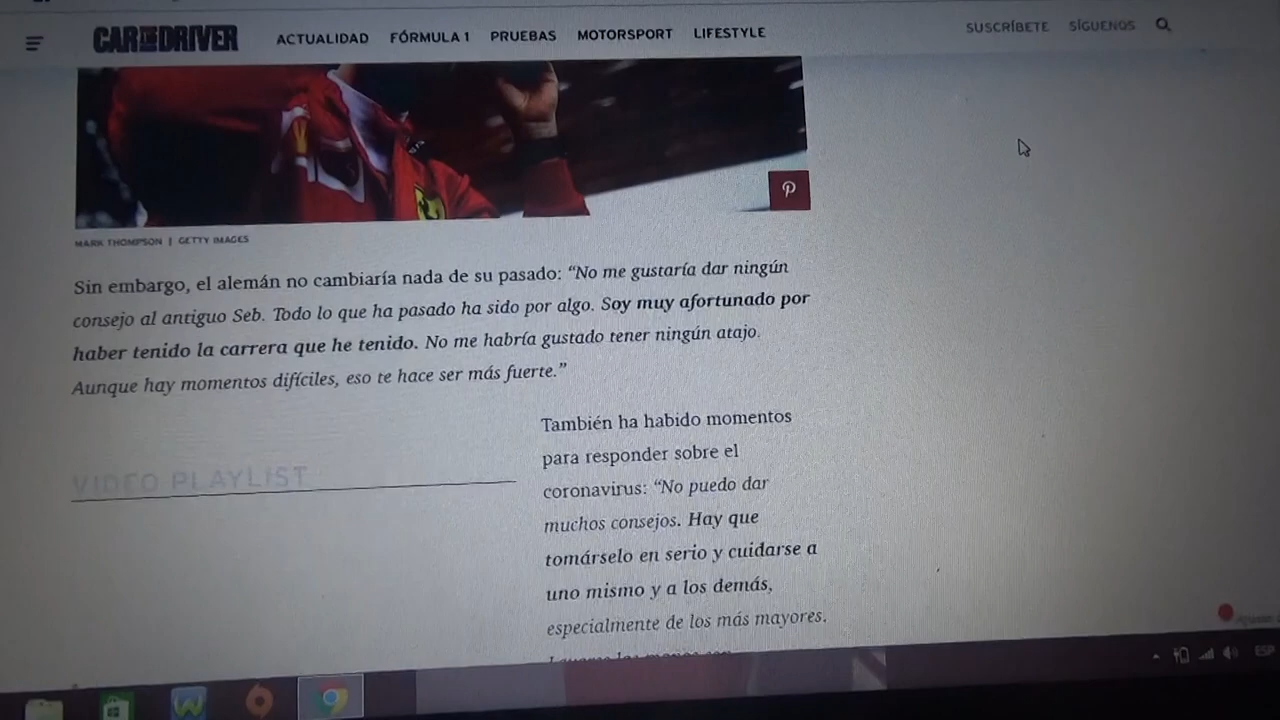 CAR AND DRIVER
ACTUALIDAD FÓRMULA 1 PRUEBAS MOTORSPORT LIFESTYLE
SUSCRÍBETE SÍGUENOS
MARK THOMPSON | GETTY IMAGES
Sin embargo, el alemán no cambiaría nada de su pasado: “No me gustaría dar ningún
consejo al antiguo Seb. Todo lo que ha pasado ha sido por algo. Soy muy afortunado por
haber tenido la carrera que he tenido. No me habría gustado tener ningún atajo.
Aunque hay momentos difíciles, eso te hace ser más fuerte.”
VIDEO PLAYLIST
También ha habido momentos
para responder sobre el
coronavirus: “No puedo dar
muchos consejos. Hay que
tomárselo en serio y cuidarse a
uno mismo y a los demás,
especialmente de los más mayores.
ESP